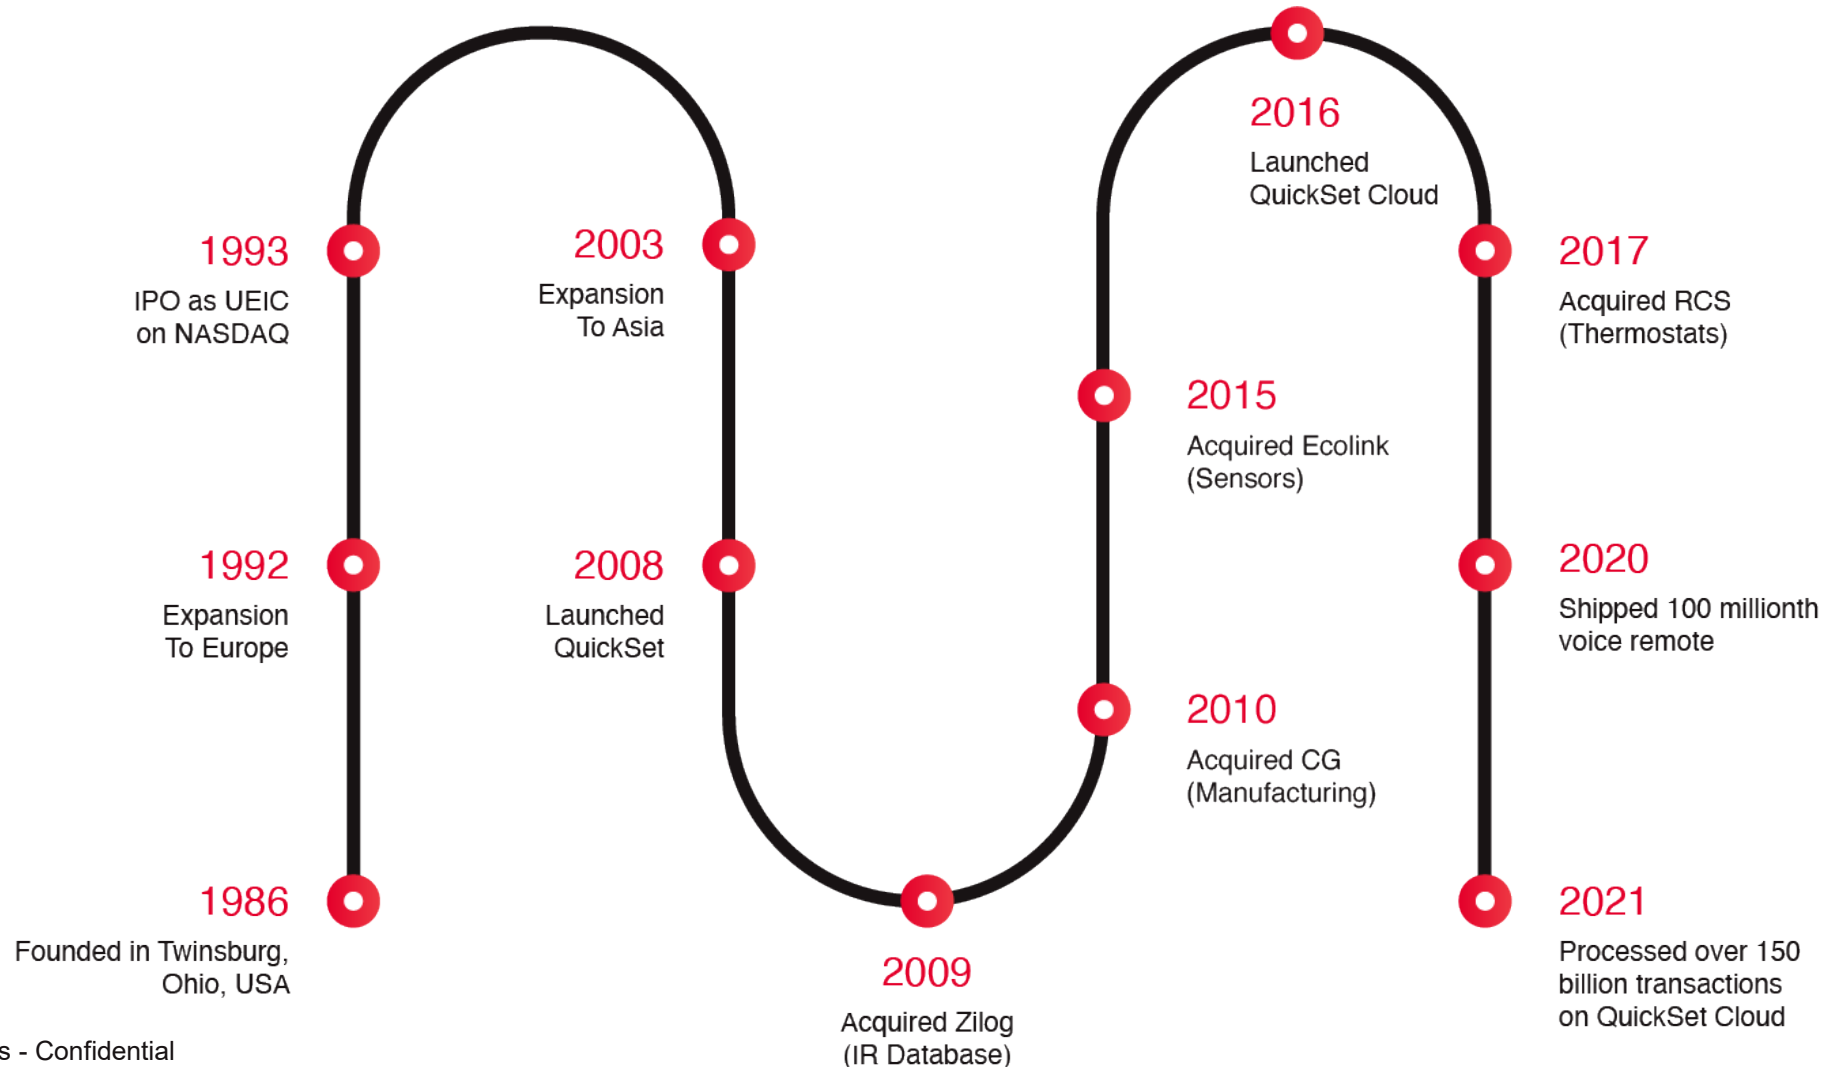 1986
Founded in Twinsburg,
Ohio, USA
1992
Expansion
To Europe
1993
IPO as UEIC
on NASDAQ
2003
Expansion
To Asia
2008
Launched
QuickSet
2009
Acquired Zilog
(IR Database)
2010
Acquired CG
(Manufacturing)
2015
Acquired Ecolink
(Sensors)
2016
Launched
QuickSet Cloud
2017
Acquired RCS
(Thermostats)
2020
Shipped 100 millionth
voice remote
2021
Processed over 150
billion transactions
on QuickSet Cloud
s - Confidential